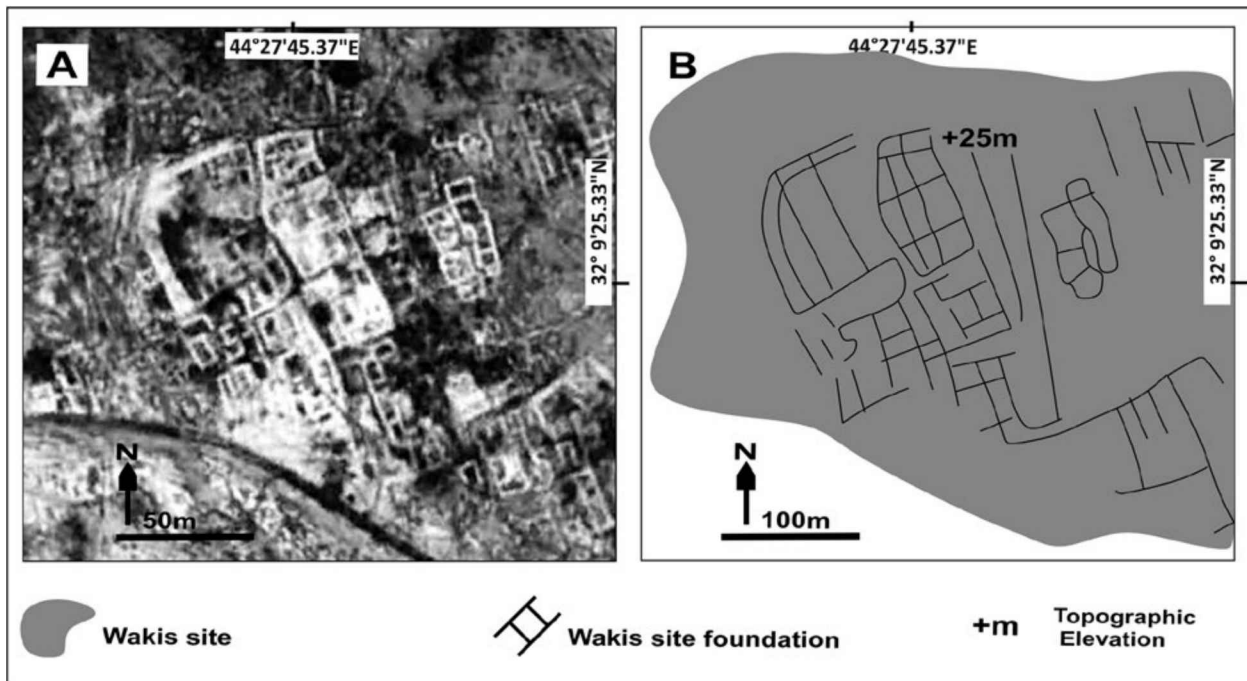 44°27'45.37"E
A
32° 9'25.33"N
N
50m
44°27'45.37"E
B
+25m
32° 9'25.33"N
N
100m
Wakis site
Wakis site foundation
+m Topographic
Elevation